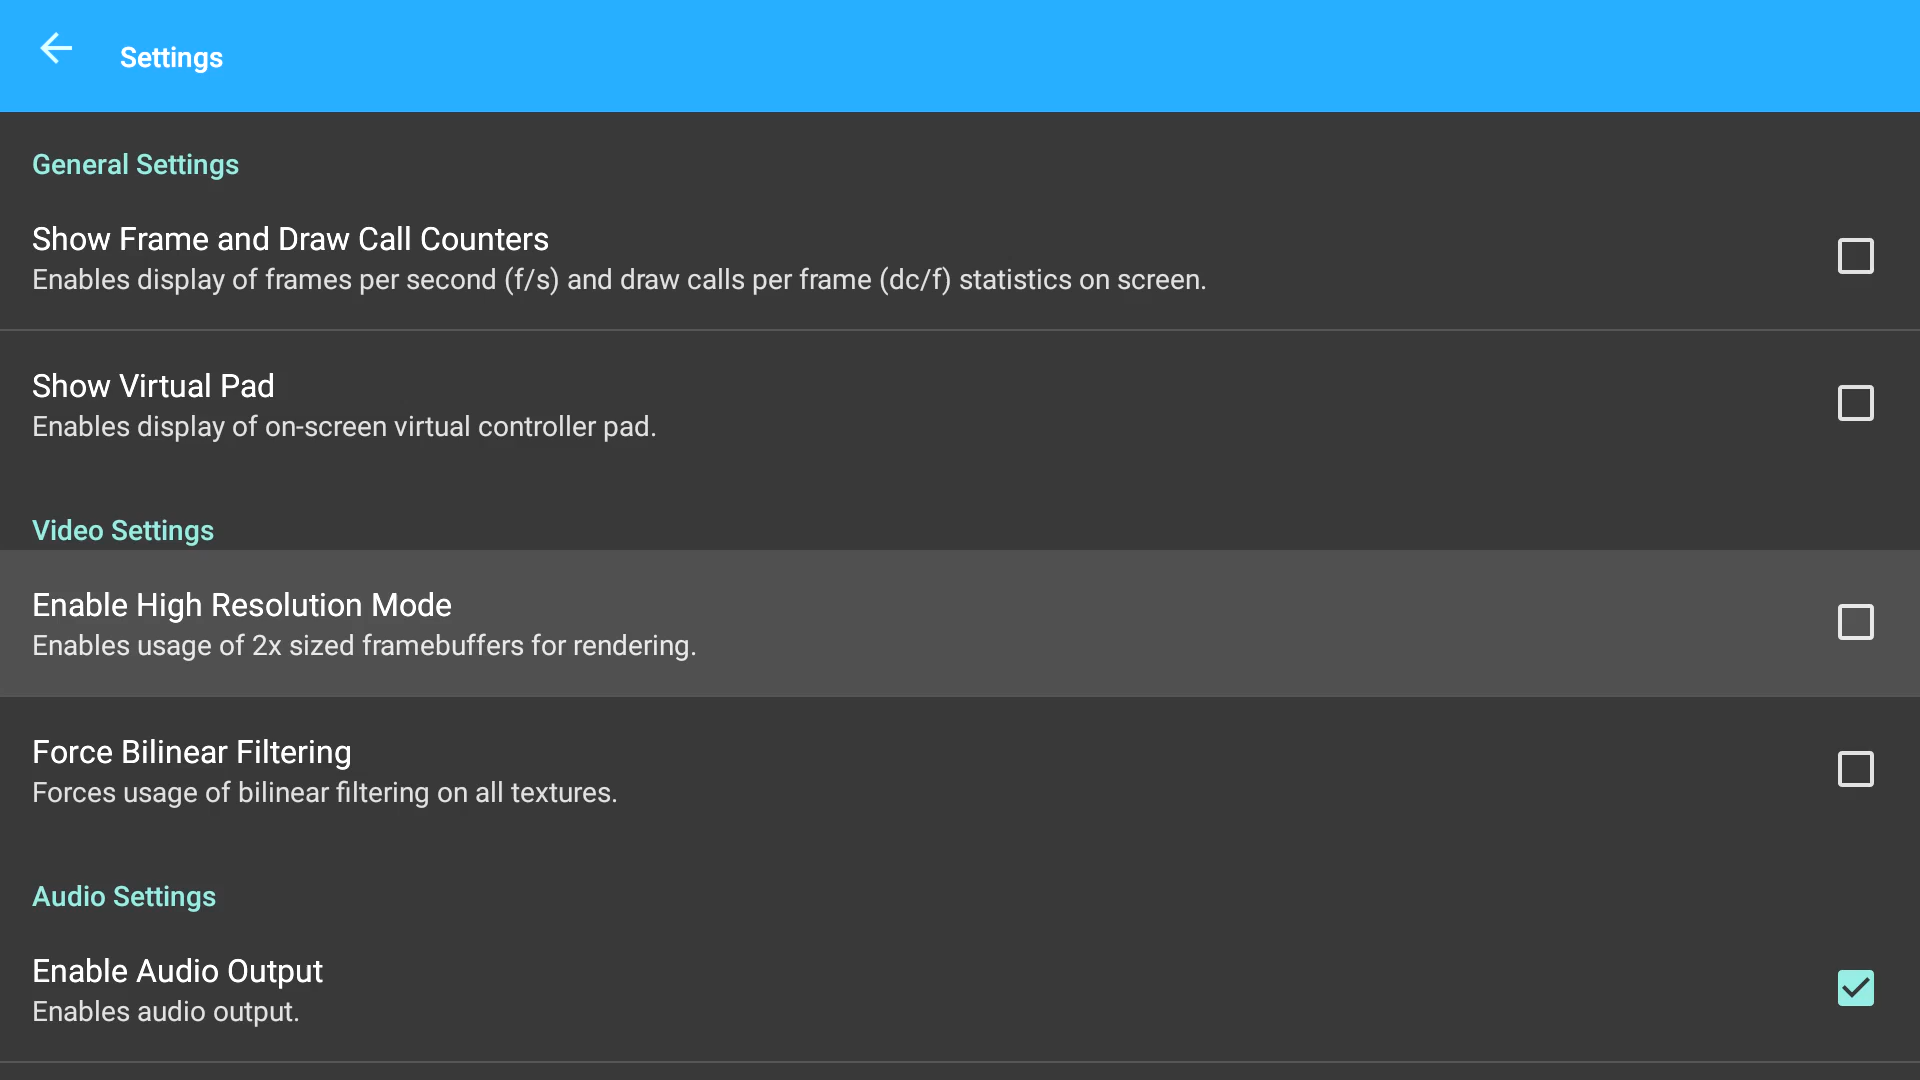 Settings
General Settings
Show Frame and Draw Call Counters
Enables display of frames per second (f/s) and draw calls per frame (dc/f) statistics on screen.
Show Virtual Pad
Enables display of on-screen virtual controller pad.
Video Settings
Enable High Resolution Mode
Enables usage of 2x sized framebuffers for rendering.
Force Bilinear Filtering
Forces usage of bilinear filtering on all textures.
Audio Settings
Enable Audio Output
Enables audio output.